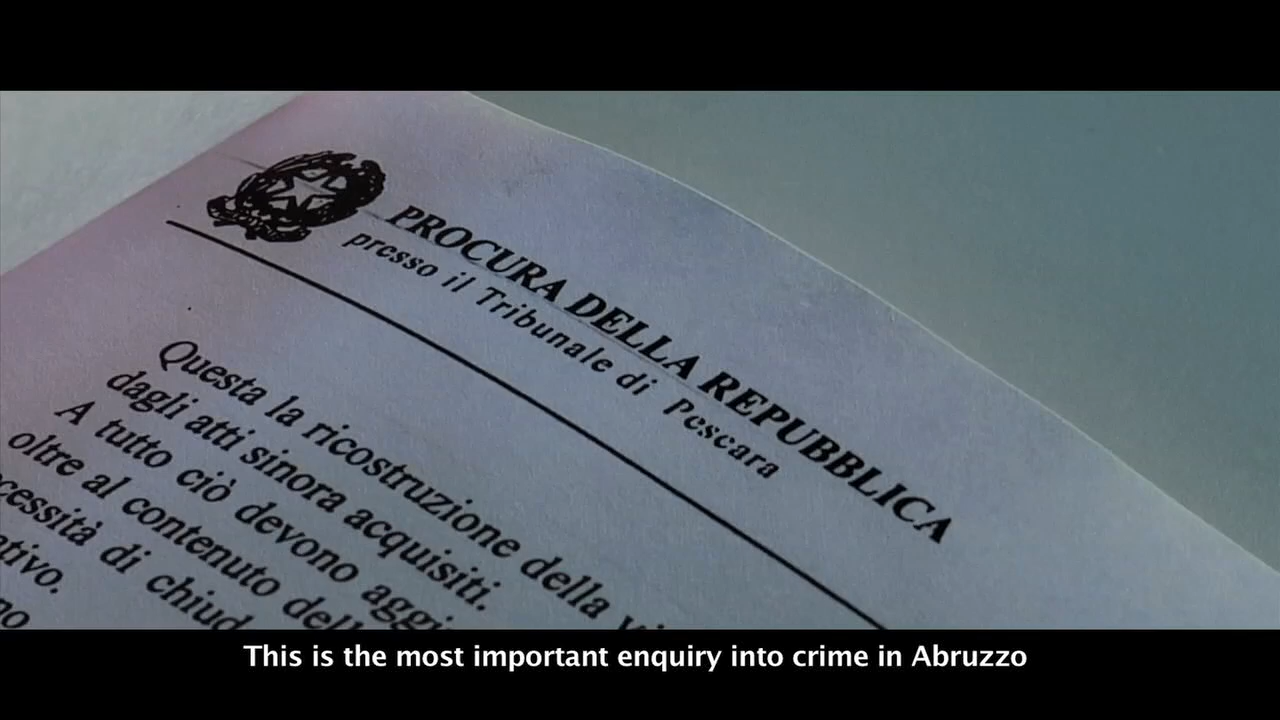 PROCURA DELLA REPUBBLICA
presso il Tribunale di Pescara
Questa la ricostruzione della
dagli atti sinora acquisiti.
A tutto ciò devono
oltre al contenuto
di
This is the most important enquiry into crime in Abruzzo